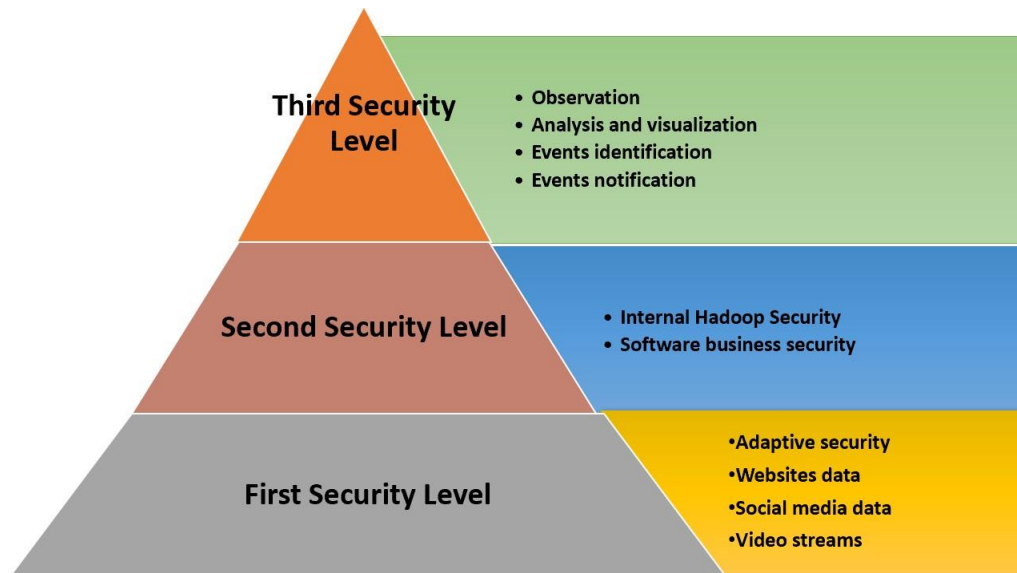 Third Security
Level
• Observation
• Analysis and visualization
• Events identification
• Events notification
Second Security Level
• Internal Hadoop Security
• Software business security
First Security Level
•Adaptive security
•Websites data
•Social media data
•Video streams